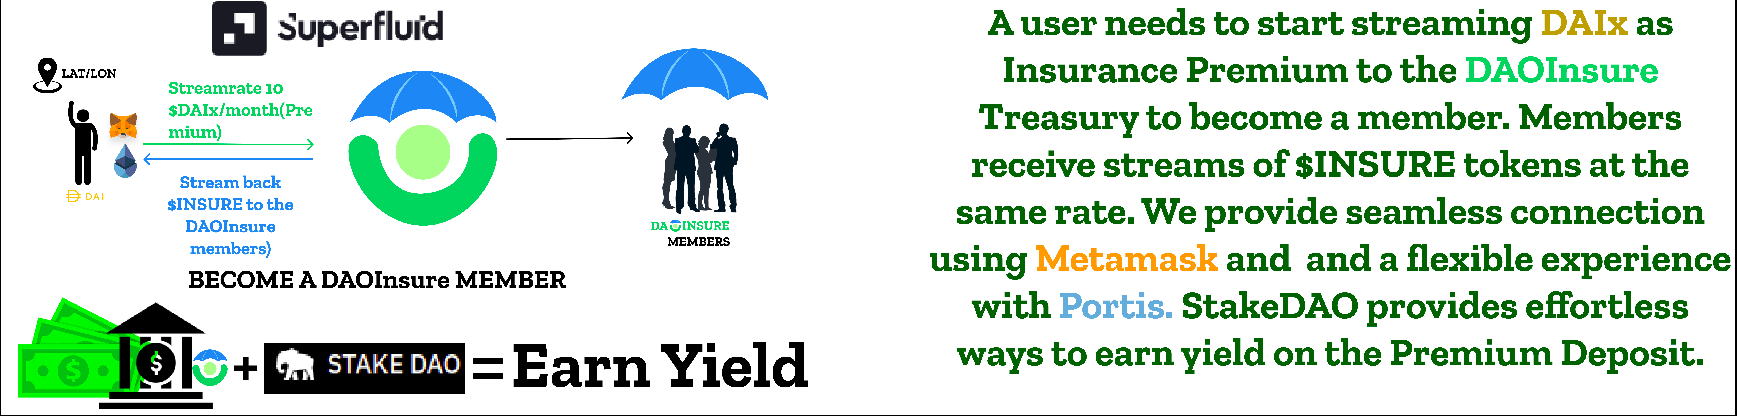 Superfluid
LAT/LON
Streamrate 10
$DAIx/month(Pre
mium)
Stream back
$INSURE to the
DAOInsure
members)
DAI
DAOINSURE
MEMBERS
BECOME A DAOInsure MEMBER
+ STAKE DAO = Earn Yield
A user needs to start streaming DAIx as
Insurance Premium to the DAOInsure
Treasury to become a member. Members
receive streams of $INSURE tokens at the
same rate. We provide seamless connection
using Metamask and and a flexible experience
with Portis. StakeDAO provides effortless
ways to earn yield on the Premium Deposit.